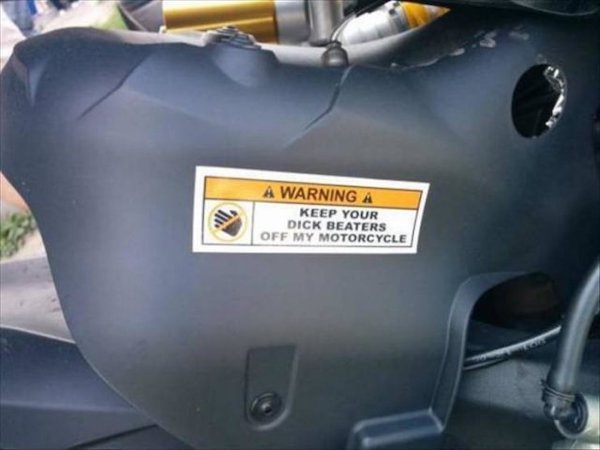 WARNING
KEEP YOUR
DICK BEATERS
OFF MY MOTORCYCLE